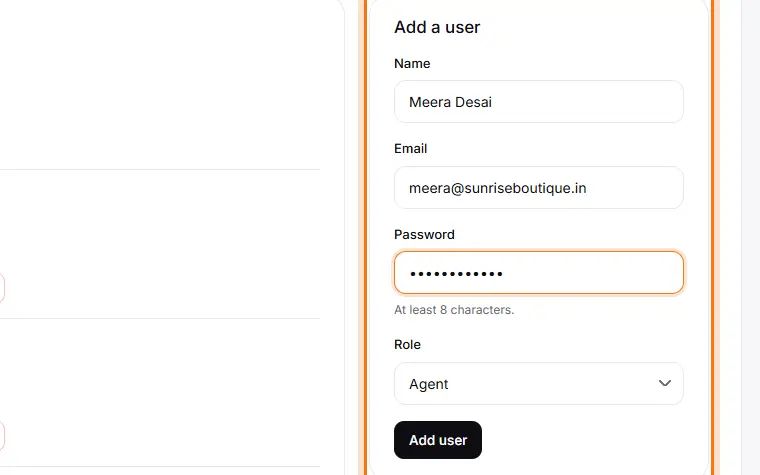 Add a user
Name
Meera Desai
Email
meera@sunriseboutique.in
Password
••••••••••••
At least 8 characters.
Role
Agent
Add user